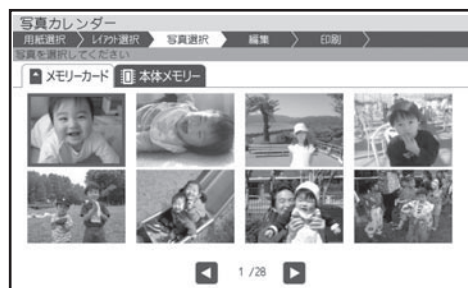 写真カレンダー
用紙選択 レイアウト選択 写真選択 編集 印刷
写真を選択してください
メモリーカード 本体メモリー
1 /28